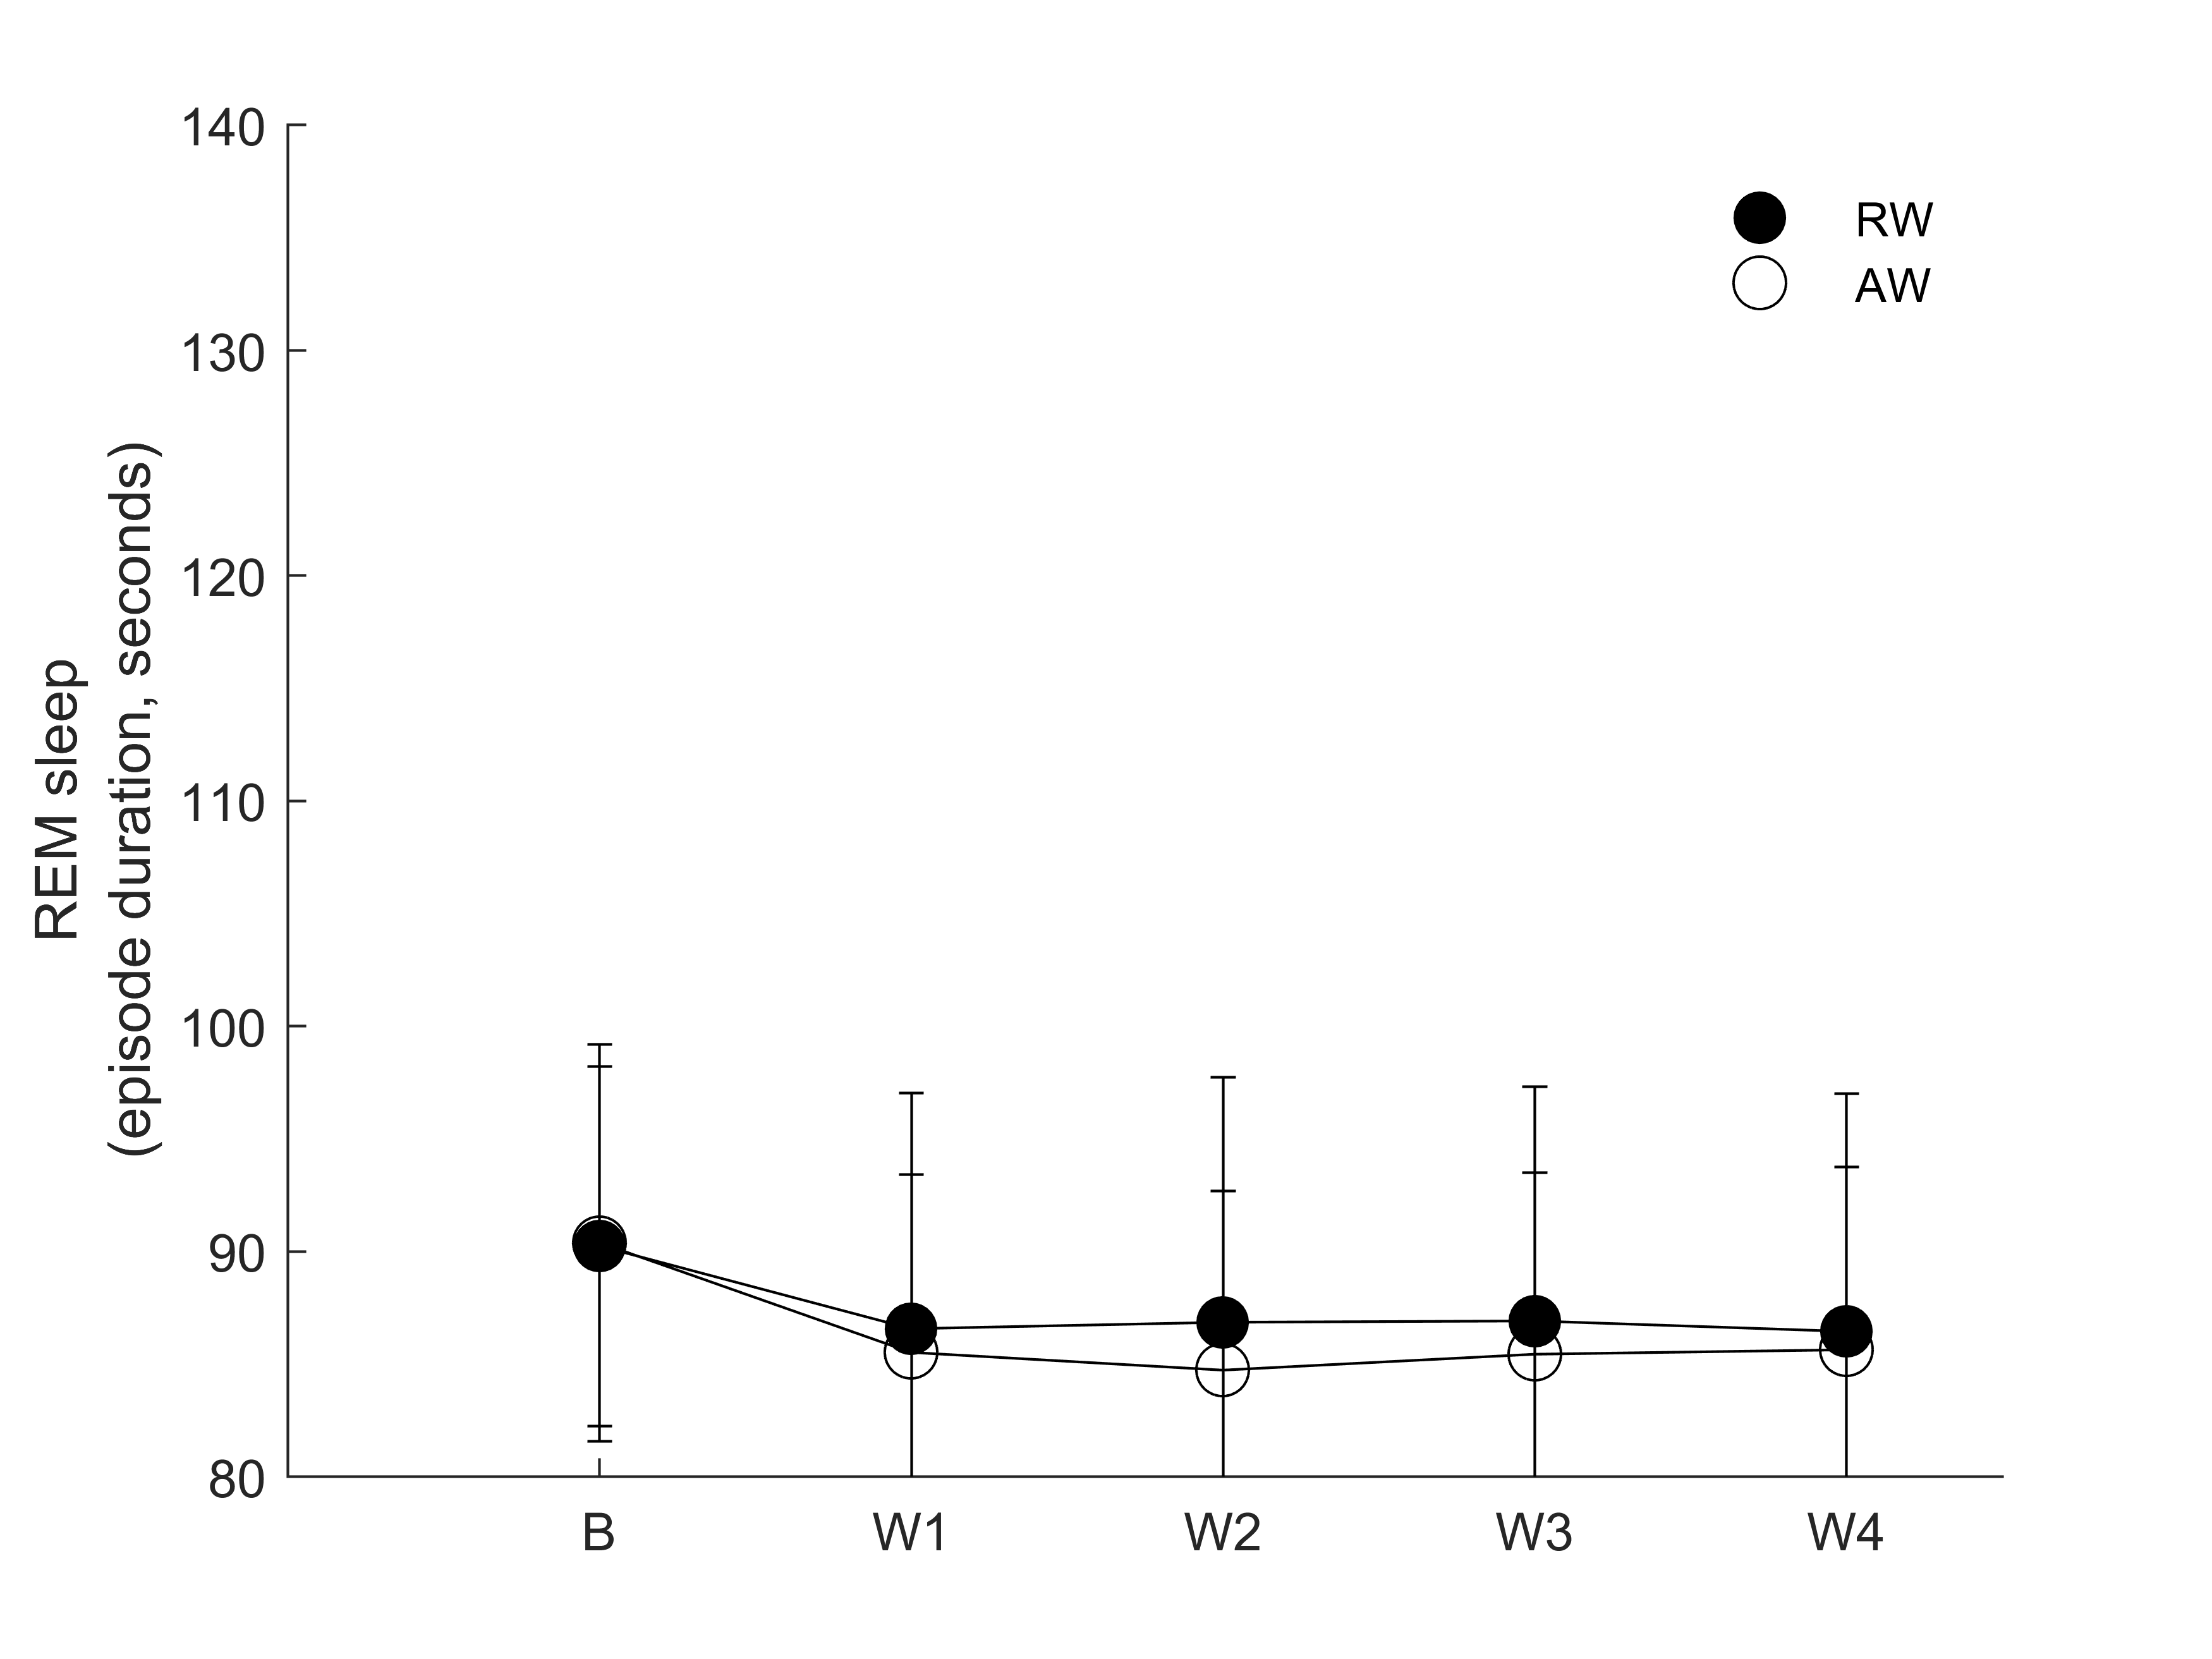 REM sleep
(episode duration, seconds)
140
130
120
110
100
90
80
B
W1
W2
W3
W4
RW
AW